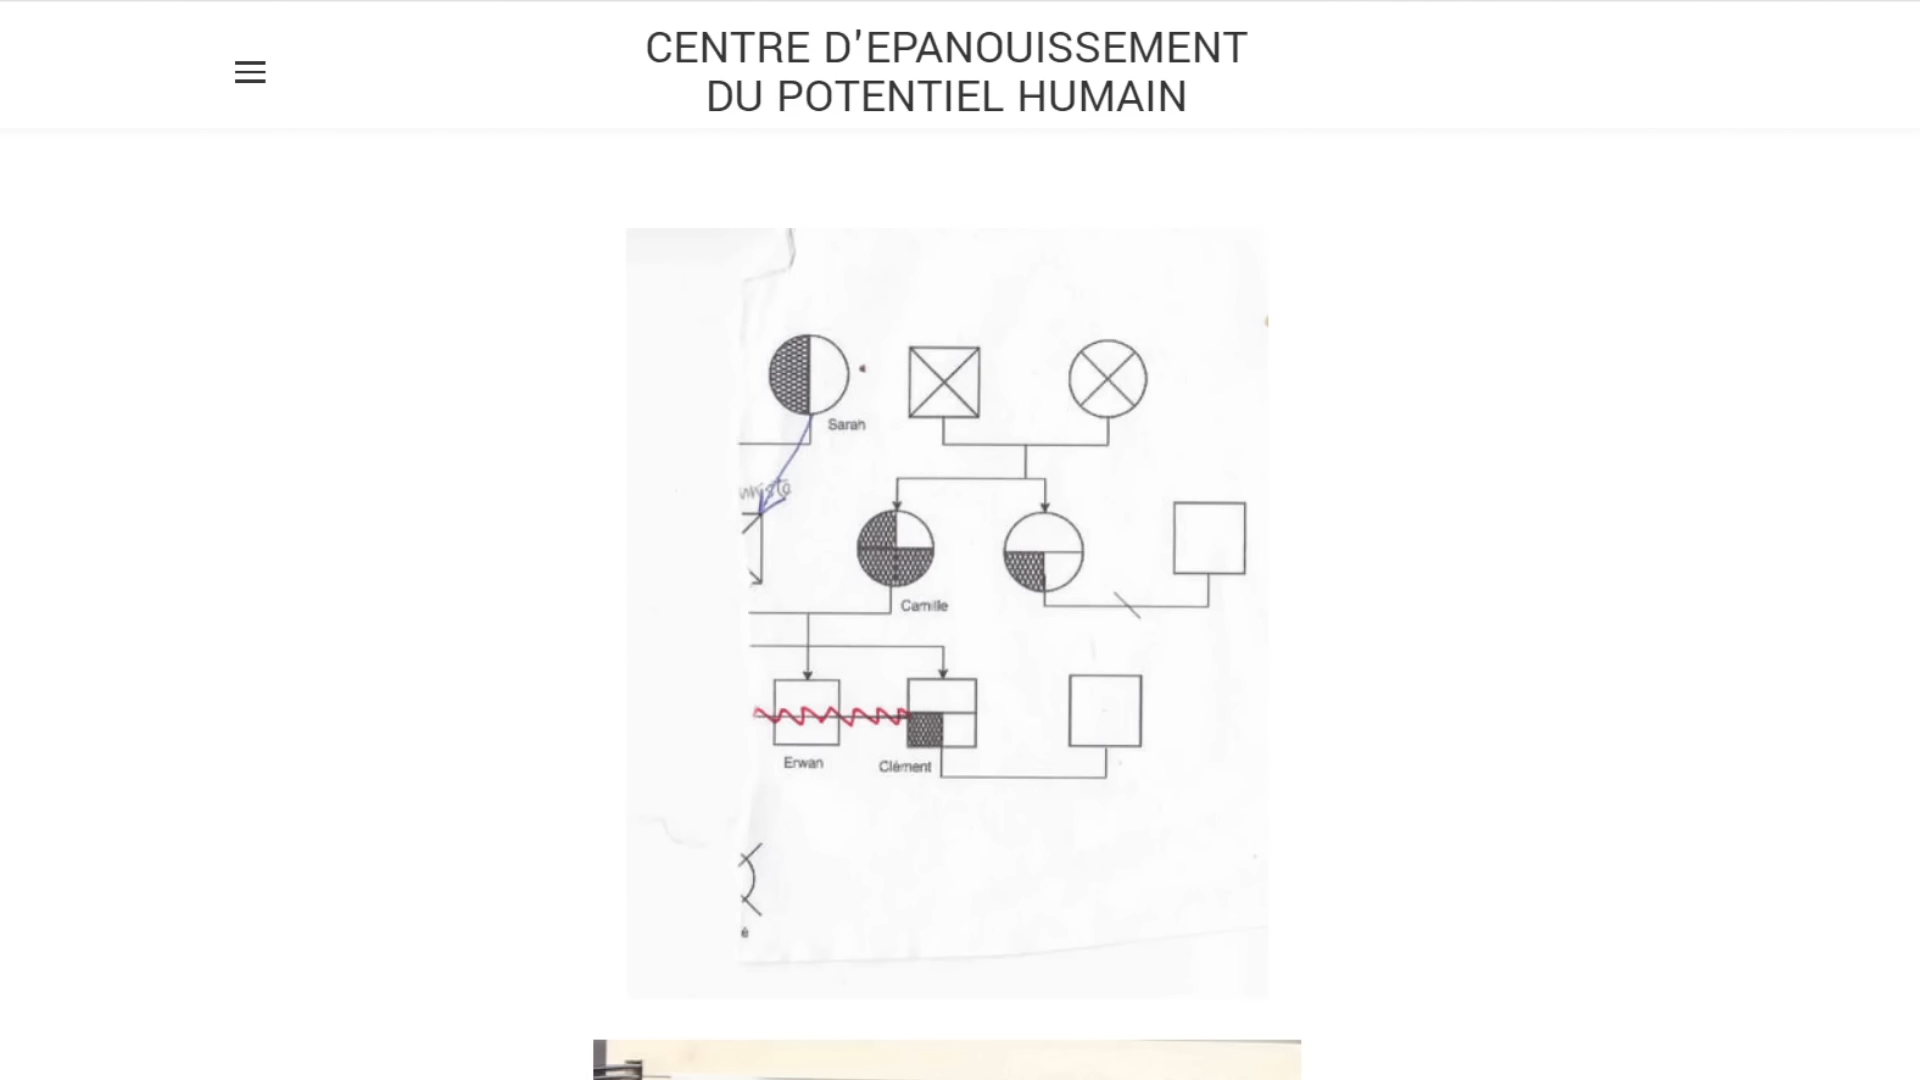 CENTRE D'EPANOUISSEMENT
DU POTENTIEL HUMAIN
Sarah
Camille
Erwan
Clément
é